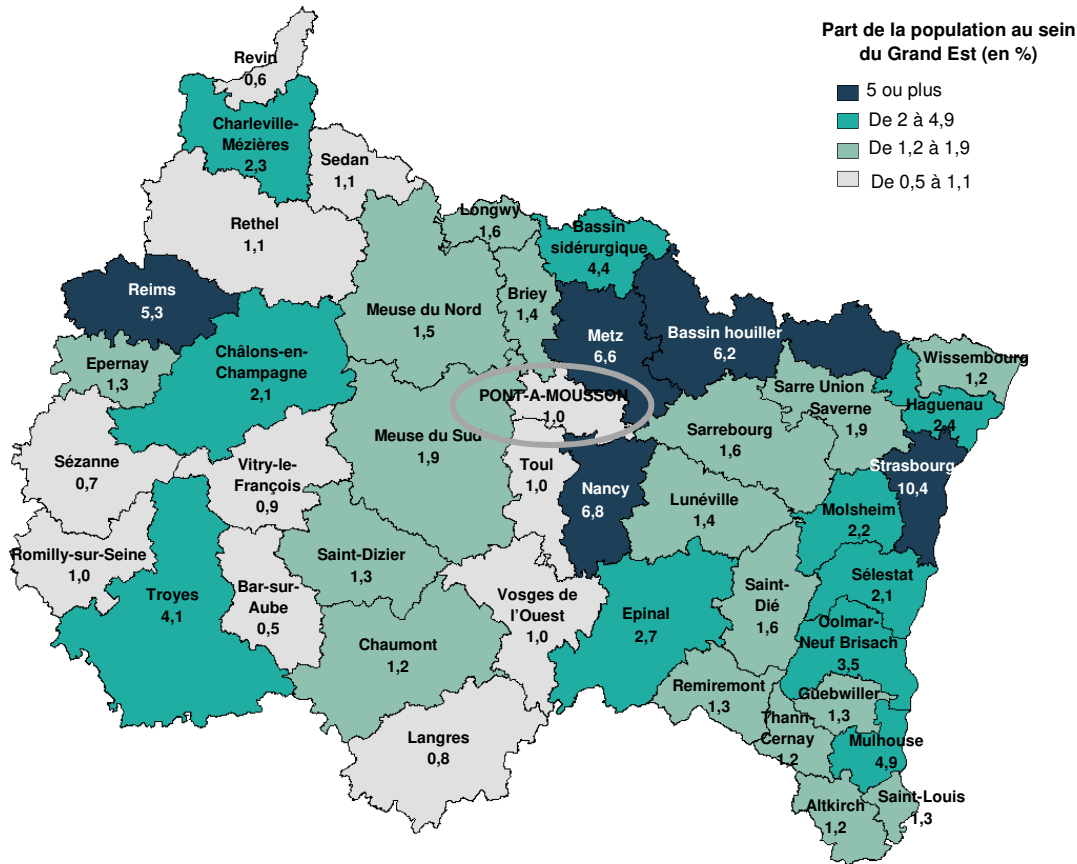 Part de la population au sein
du Grand Est (en %)
5 ou plus
De 2 à 4,9
De 1,2 à 1,9
De 0,5 à 1,1
Revin
0,6
Charleville-
Mézières
2,3
Sedan
1,1
Rethel
1,1
Longwy
1,6
Bassin
sidérurgique
4,4
Reims
5,3
Meuse du Nord
1,5
Briey
1,4
Metz
6,6
Bassin houiller
6,2
Epernay
1,3
Châlons-en-
Champagne
2,1
Wissembourg
1,2
PONT-A-MOUSSON
1,0
Sarre Union
Saverne
1,9
Haguenau
2,4
Meuse du Sud
1,9
Sarrebourg
1,6
Sézanne
0,7
Vitry-le-
François
0,9
Toul
1,0
Nancy
6,8
Strasbourg
10,4
Lunéville
1,4
Molsheim
2,2
Romilly-sur-Seine
1,0
Saint-Dizier
1,3
Troyes
4,1
Bar-sur-
Aube
0,5
Vosges de
l'Ouest
1,0
Epinal
2,7
Saint-
Dié
1,6
Sélestat
2,1
Colmar-
Neuf Brisach
3,5
Chaumont
1,2
Remiremont
1,3
Guebwiller
1,3
Thann
Cernay
1,2
Langres
0,8
Mulhouse
4,9
Altkirch
1,2
Saint-Louis
1,3